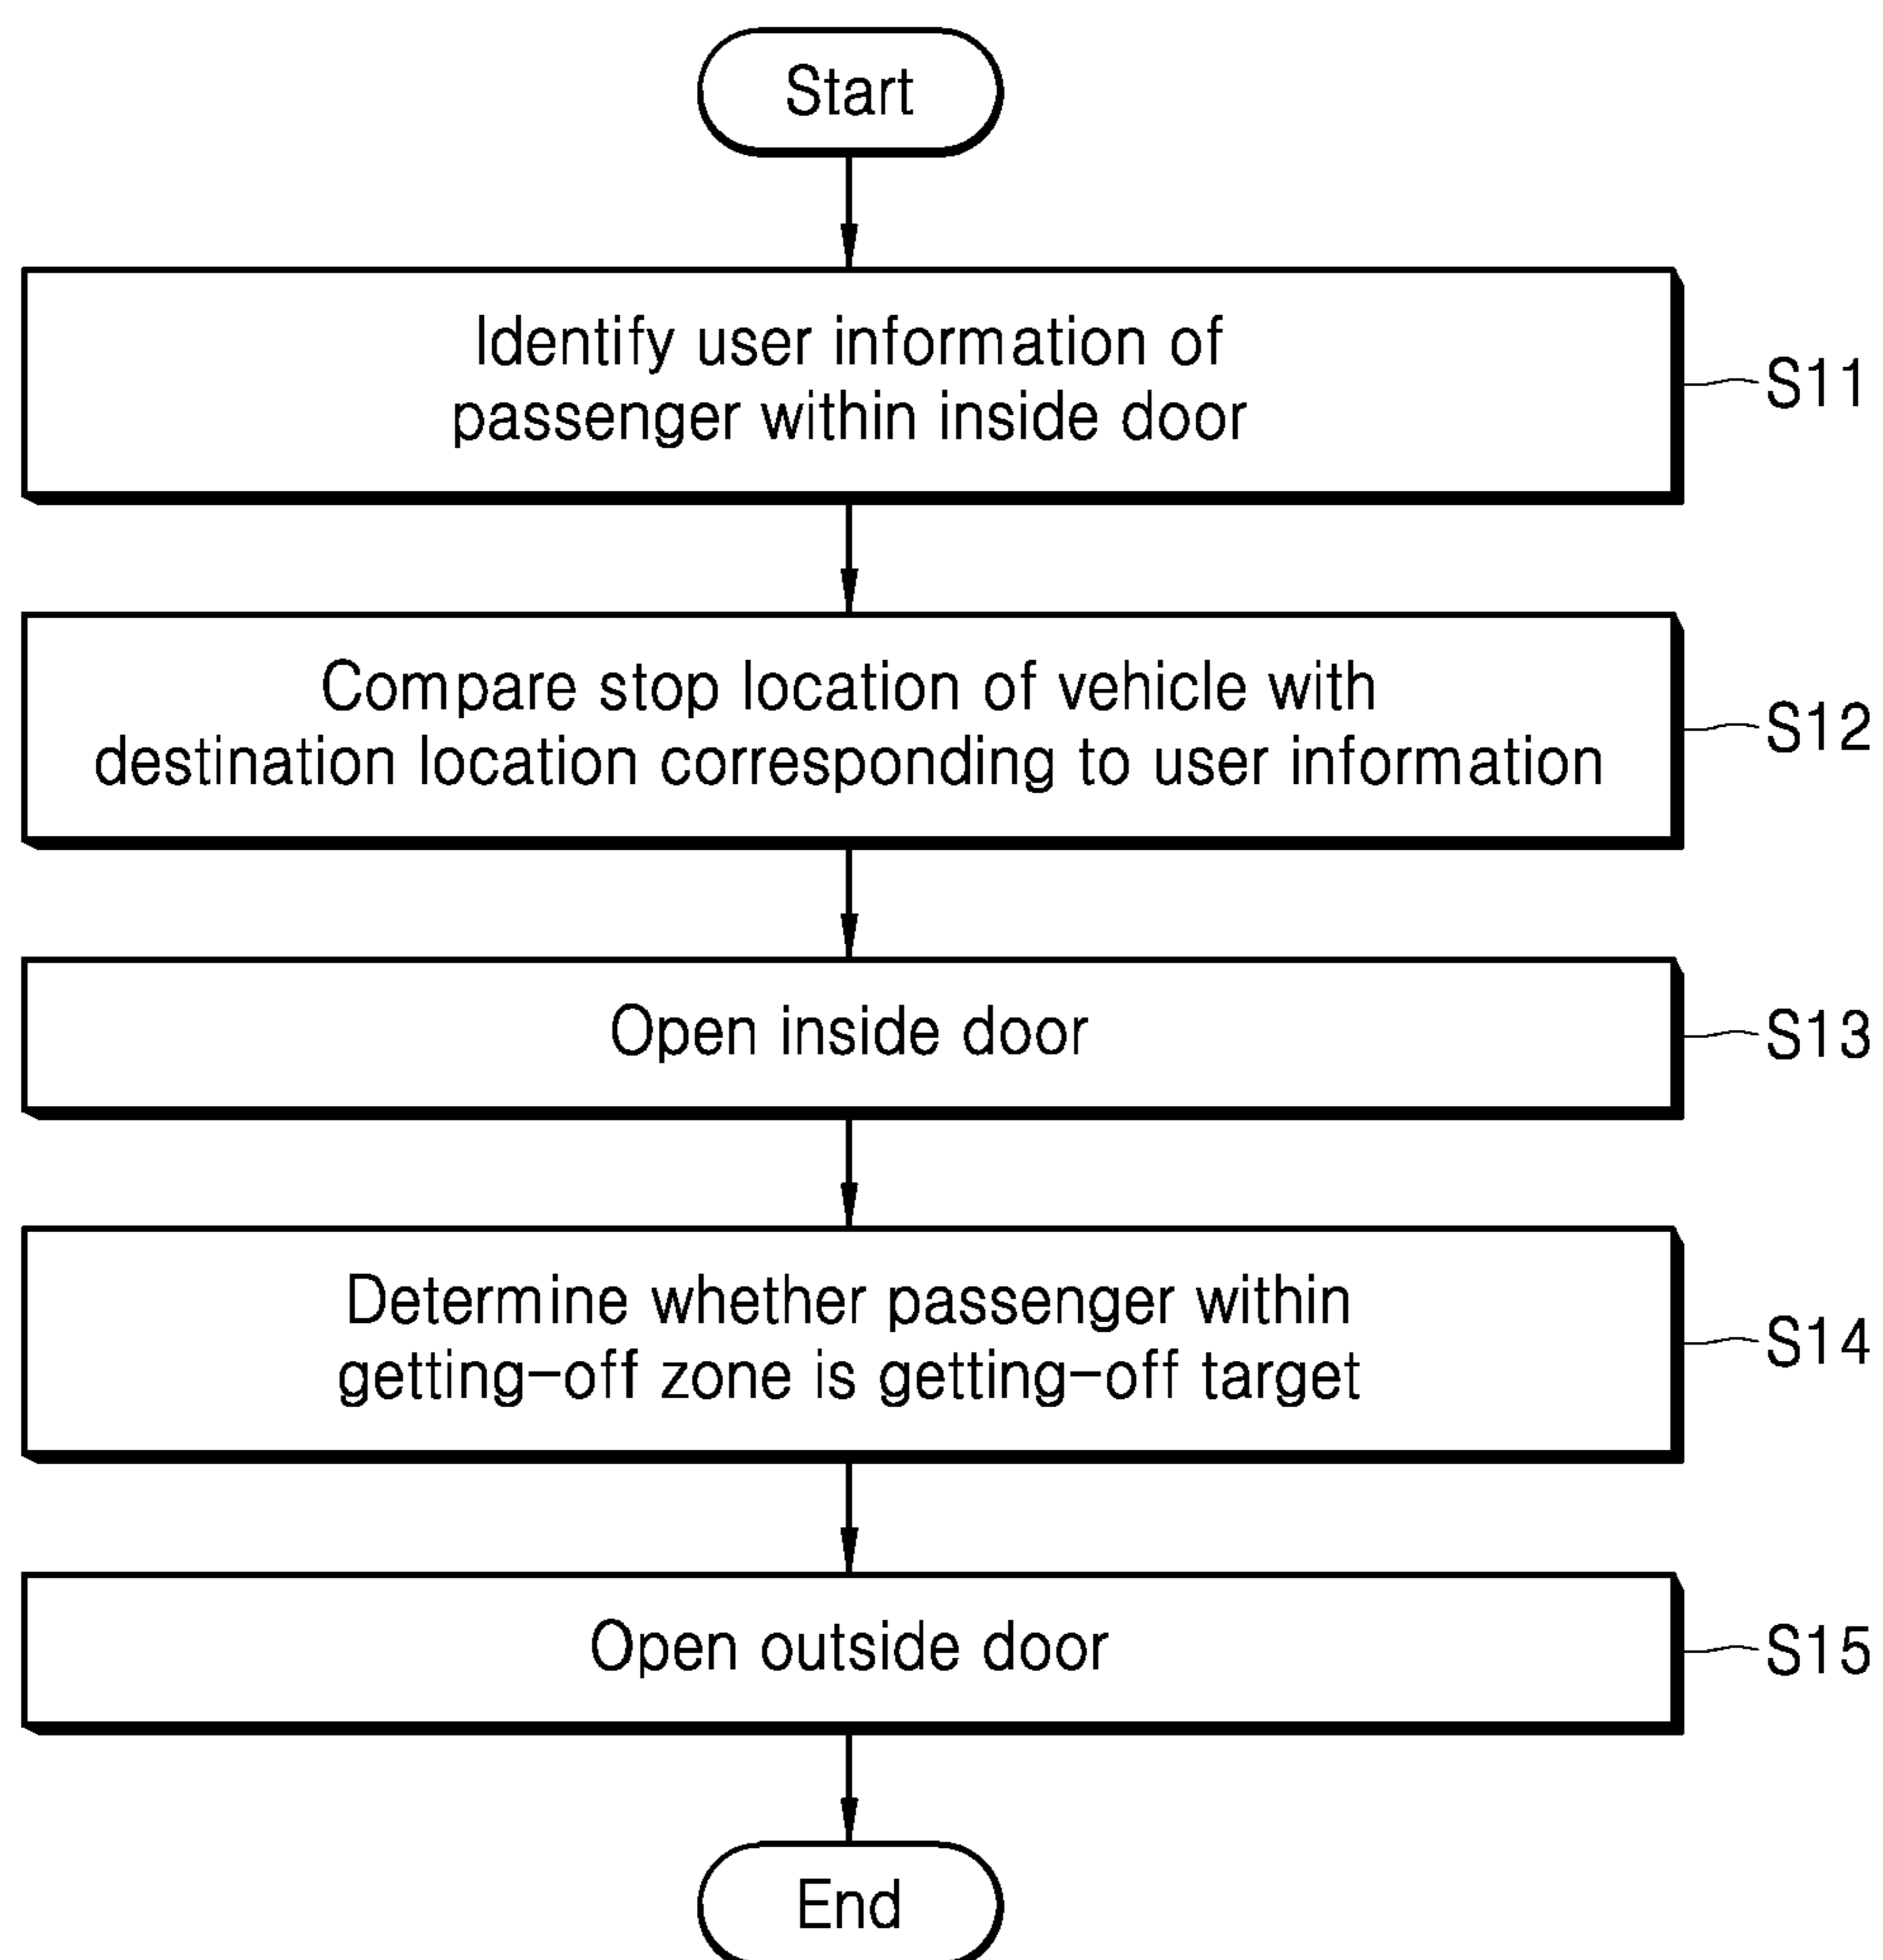 Start
Identify user information of
passenger within inside door
S11
Compare stop location of vehicle with
destination location corresponding to user information
S12
Open inside door
S13
Determine whether passenger within
getting-off zone is getting-off target
S14
Open outside door
S15
End